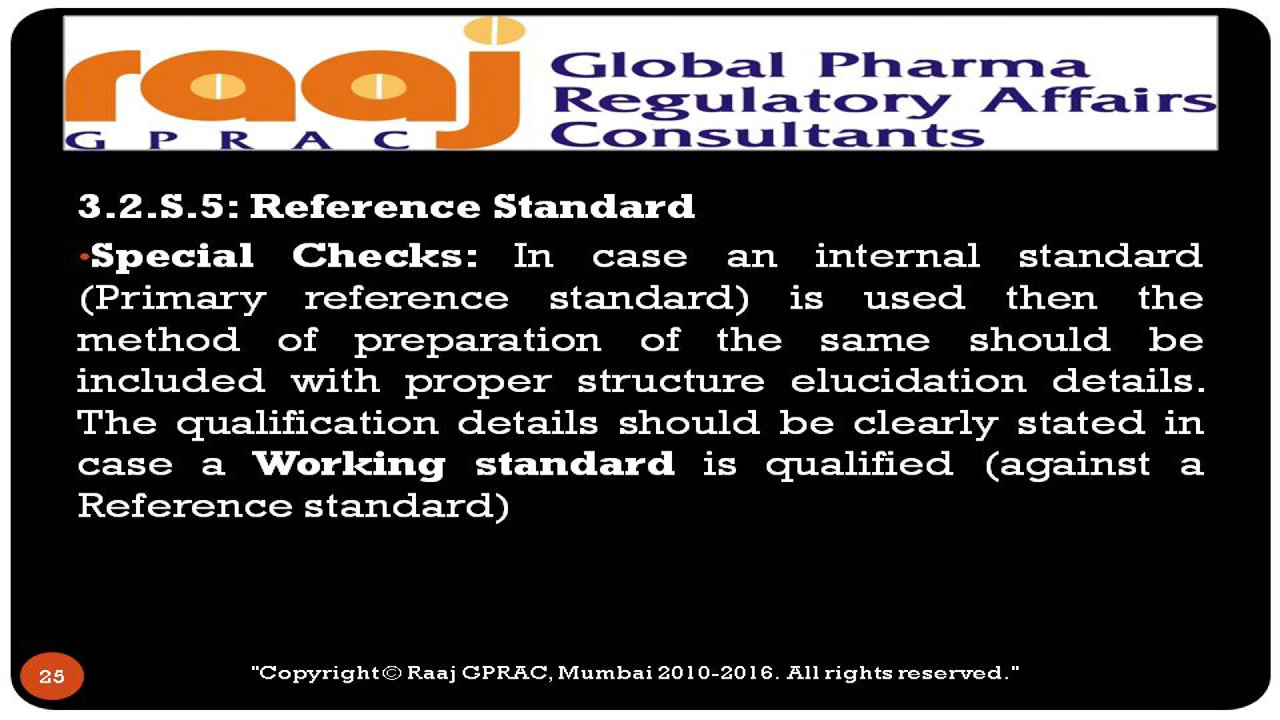 raaj
GPRAC
Global Pharma
Regulatory Affairs
Consultants
3.2.S.5: Reference Standard
•Special Checks: In case an internal standard
(Primary reference standard) is used then the
method of preparation of the same should be
included with proper structure elucidation details.
The qualification details should be clearly stated in
case a Working standard is qualified (against a
Reference standard)
25
"Copyright© Raaj GPRAC, Mumbai 2010-2016. All rights reserved."